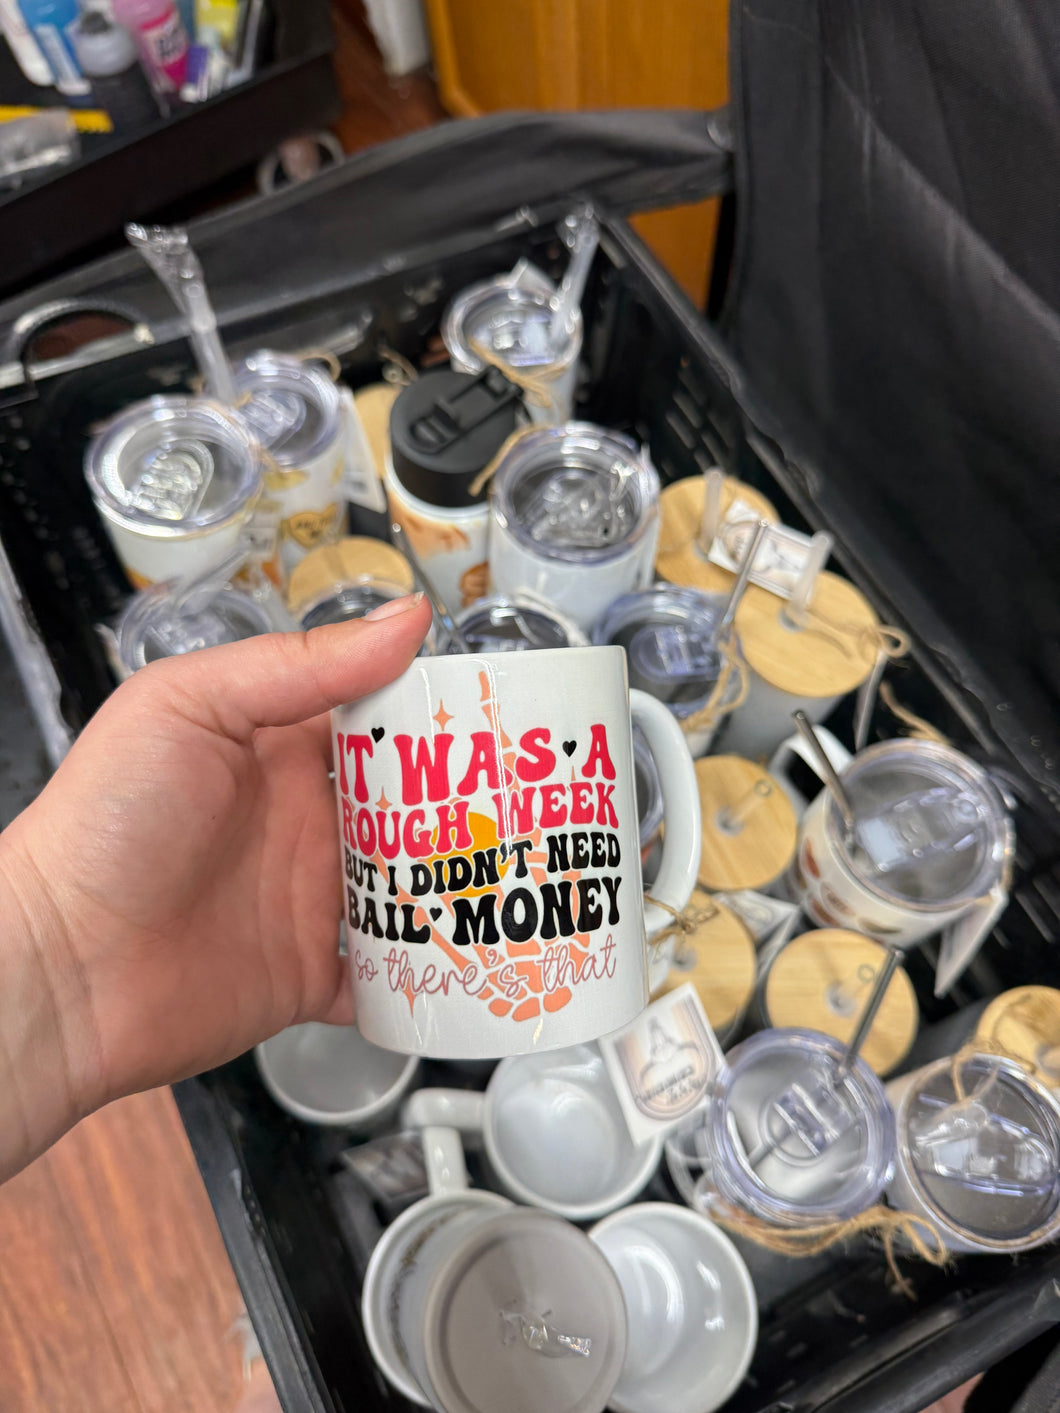 IT WAS A
ROUGH WEEK
BUT I DIDN'T NEED
BAIL MONEY
so there's that